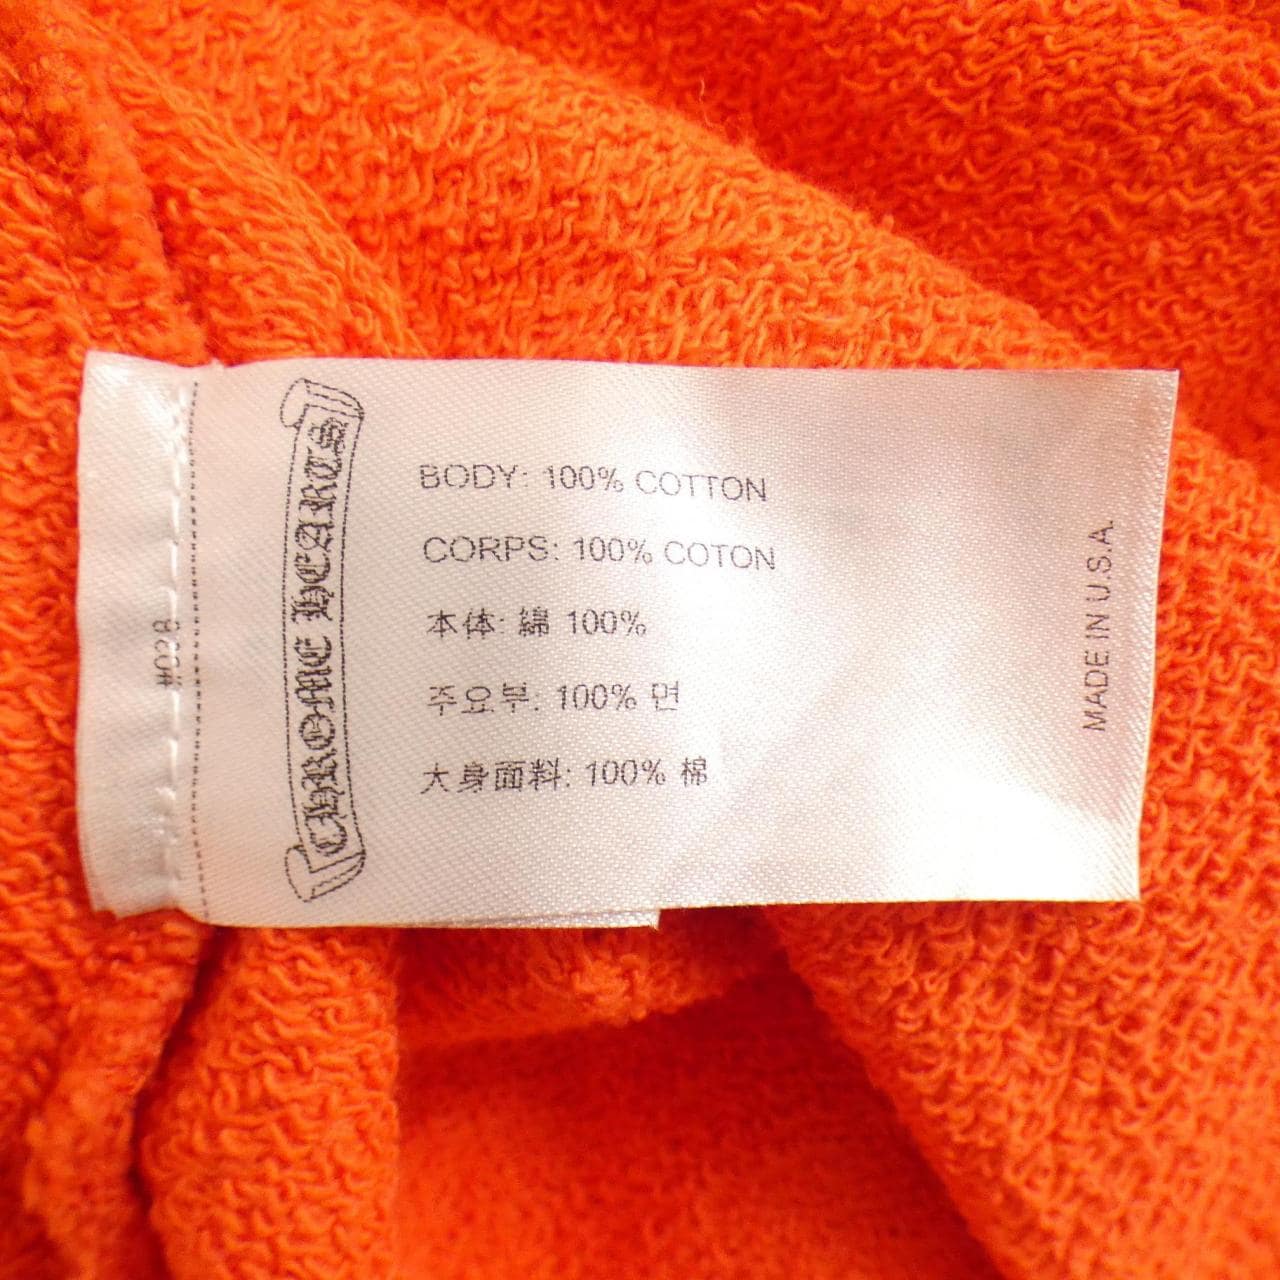 CHROME HEARTS
BODY: 100% COTTON
CORPS: 100% COTON
本体: 綿 100%
주요부: 100% 면
大身面料: 100% 棉
MADE IN U.S.A.